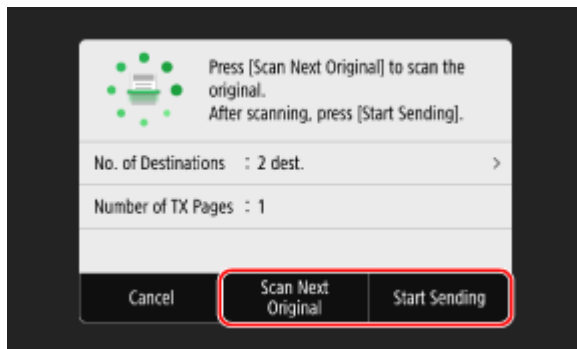 Press [Scan Next Original] to scan the
original.
After scanning, press [Start Sending].
No. of Destinations : 2 dest. >
Number of TX Pages : 1
Cancel
Scan Next
Original
Start Sending